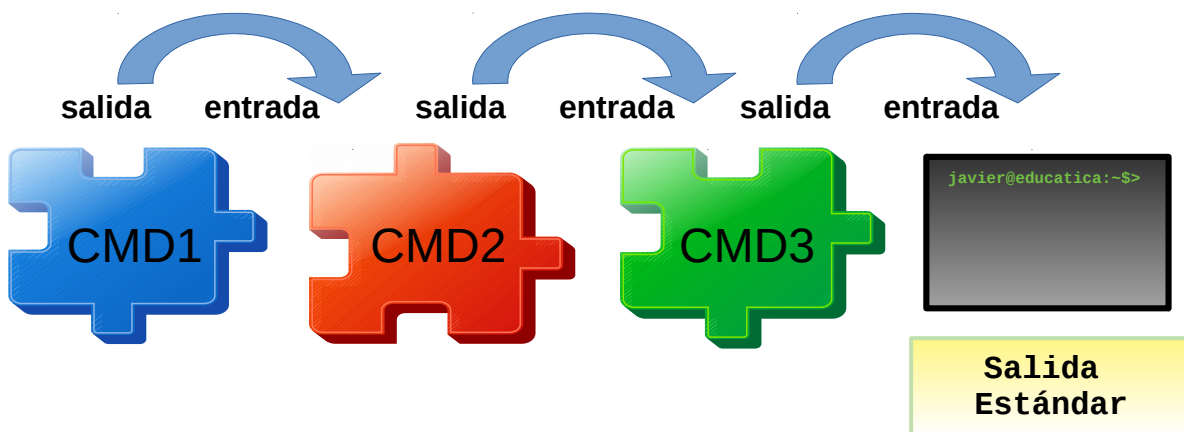 salida entrada salida entrada salida entrada
javier@educatica:~$>
CMD1 CMD2 CMD3
Salida
Estándar